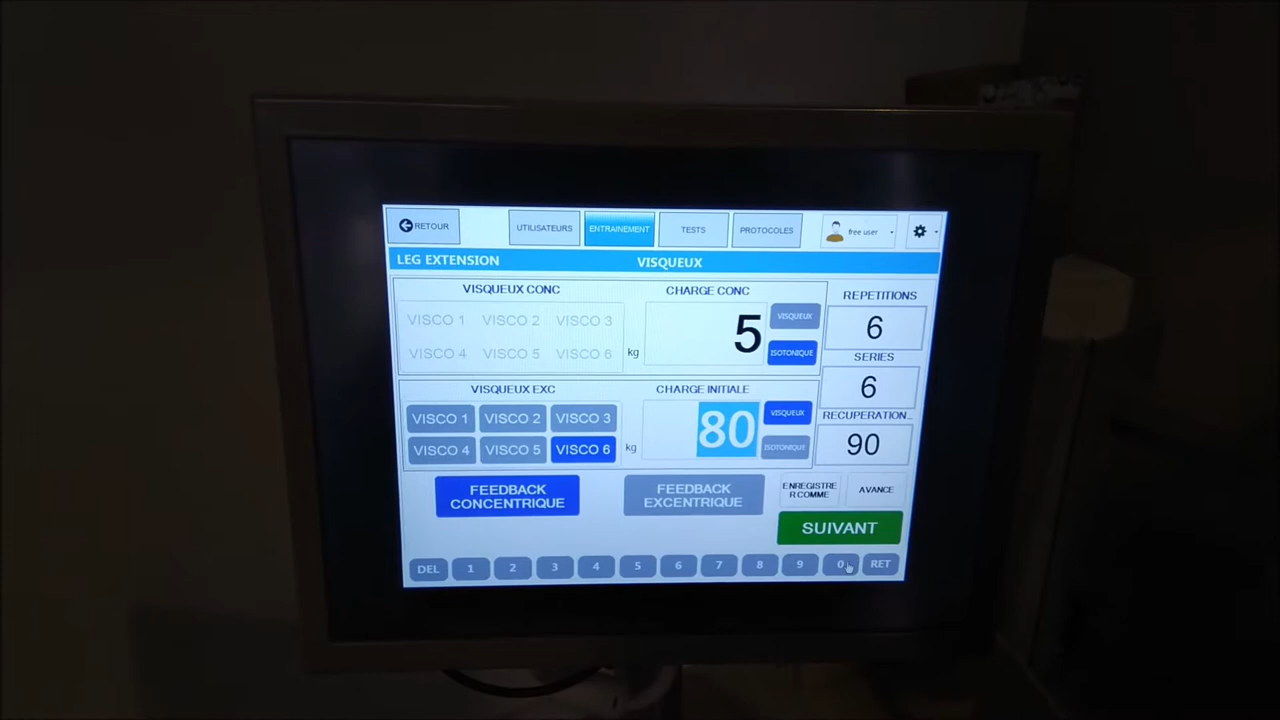 RETOUR
UTILISATEURS
ENTRAINEMENT
TESTS
PROTOCOLES
free user
LEG EXTENSION
VISQUEUX
VISQUEUX CONC
VISCO 1 VISCO 2 VISCO 3
VISCO 4 VISCO 5 VISCO 6
CHARGE CONC
kg
5
VISQUEUX
ISOTONIQUE
REPETITIONS
6
SERIES
6
RECUPERATION...
90
VISQUEUX EXC
VISCO 1 VISCO 2 VISCO 3
VISCO 4 VISCO 5 VISCO 6
CHARGE INITIALE
kg
80
VISQUEUX
ISOTONIQUE
FEEDBACK
CONCENTRIQUE
FEEDBACK
EXCENTRIQUE
ENREGISTRE
R COMME
AVANCE
SUIVANT
DEL 1 2 3 4 5 6 7 8 9 0 RET